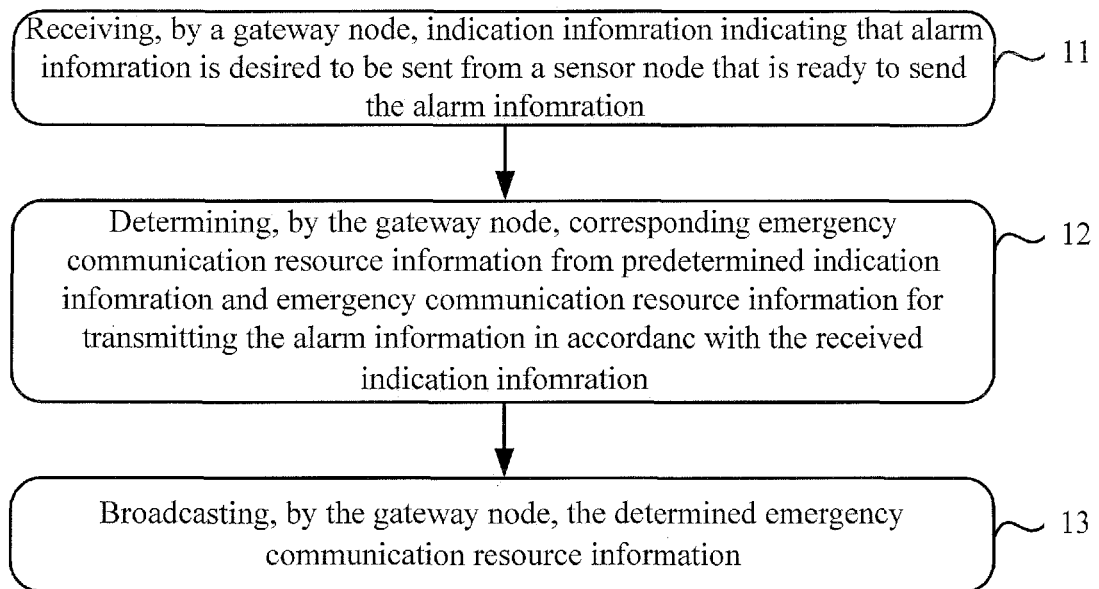 Receiving, by a gateway node, indication infomration indicating that alarm
infomration is desired to be sent from a sensor node that is ready to send
the alarm infomration
11
Determining, by the gateway node, corresponding emergency
communication resource information from predetermined indication
infomration and emergency communication resource information for
transmitting the alarm information in accordanc with the received
indication infomration
12
Broadcasting, by the gateway node, the determined emergency
communication resource information
13